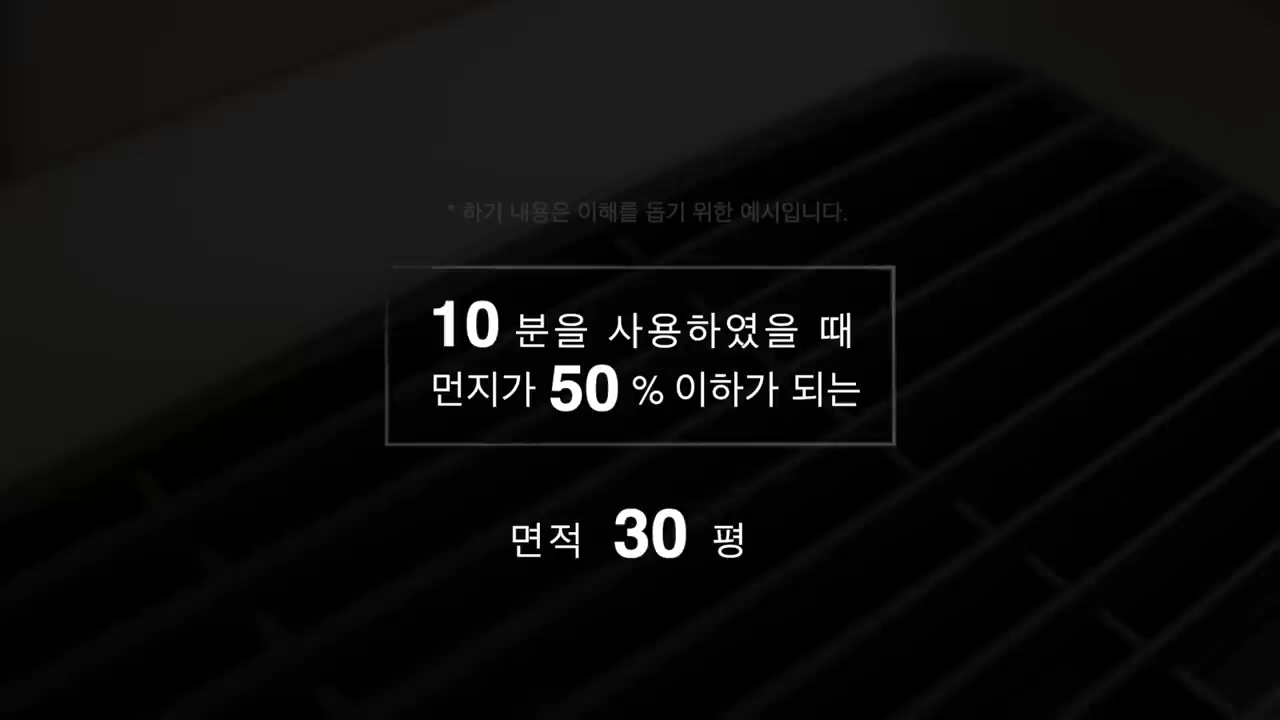 * 하기 내용은 이해를 돕기 위한 예시입니다.
10 분을 사용하였을 때
먼지가 50 % 이하가 되는
면적 30 평